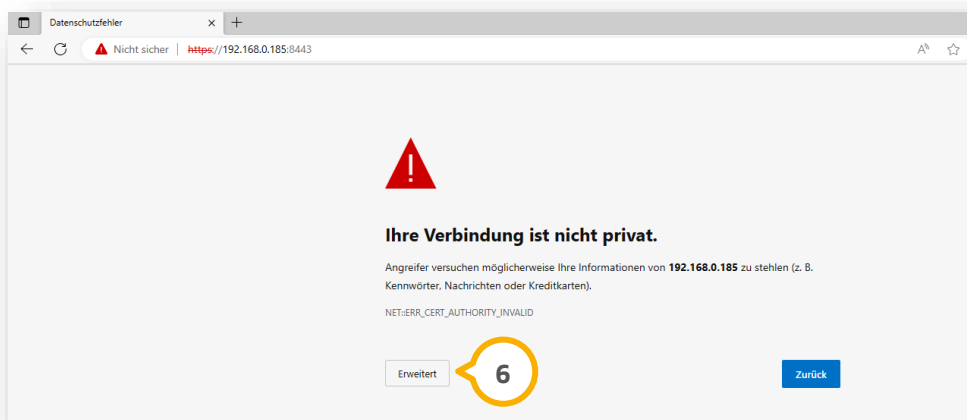 Datenschutzfehler
Nicht sicher | https://192.168.0.185:8443
Ihre Verbindung ist nicht privat.
Angreifer versuchen möglicherweise Ihre Informationen von 192.168.0.185 zu stehlen (z. B.
Kennwörter, Nachrichten oder Kreditkarten).
NET::ERR_CERT_AUTHORITY_INVALID
Erweitert
6
Zurück